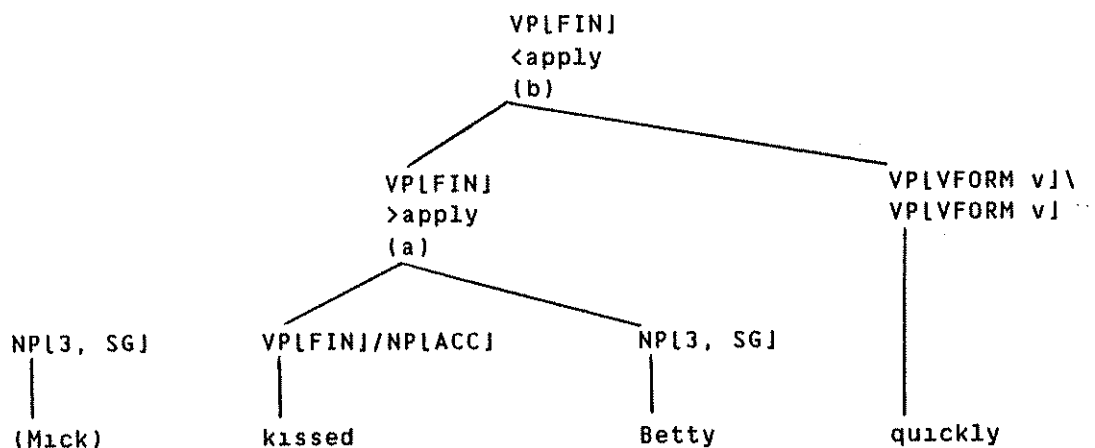 VP[FIN]
<apply
(b)
VP[FIN]
>apply
(a)
VP[VFORM v]\
VP[VFORM v]
NP[3, SG]
VP[FIN]/NP[ACC]
NP[3, SG]
(Mick)
kissed
Betty
quickly